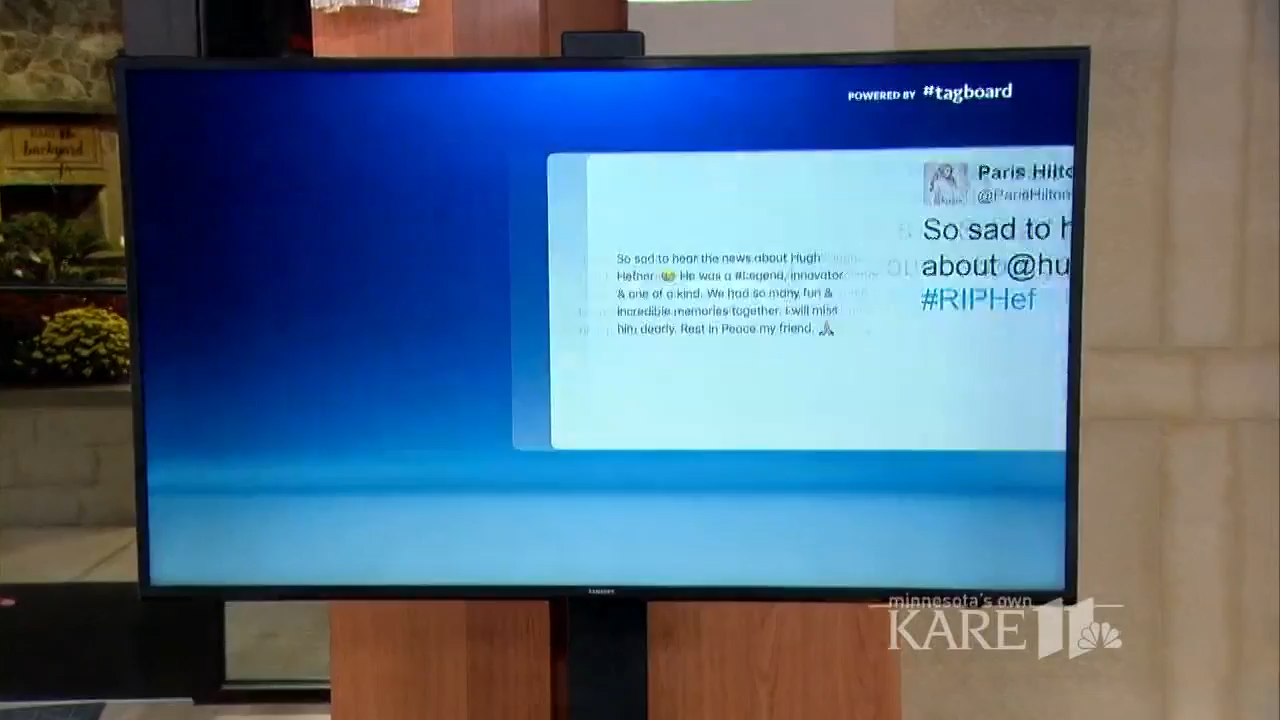 POWERED BY #tagboard
Paris Hilto
@ParisHilton
So sad to h
about @hu
#RIPHef
So sad to hear the news about Hugh
Hefner. He was a #Legend, innovator
& one of a kind. We had so many fun &
incredible memories together. I will miss
him dearly. Rest in Peace my friend.
backyard
SAMSUNG
minnesota's own
KARE 11